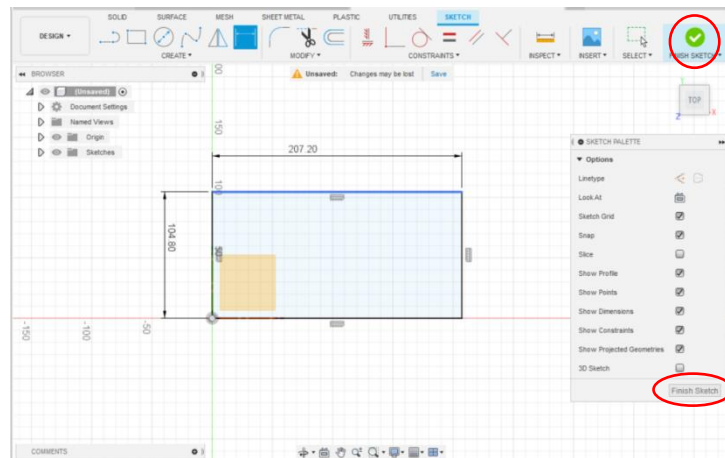 SOLID SURFACE MESH SHEET METAL PLASTIC UTILITIES SKETCH
DESIGN
CREATE MODIFY CONSTRAINTS INSPECT INSERT SELECT FINISH SKETCH
BROWSER
Unsaved: Changes may be lost Save
(Unsaved)
Document Settings
Named Views
Origin
Sketches
TOP
X
Z
150
100
50
207.20
104.80
-150
-100
-50
SKETCH PALETTE
Options
Linetype
Look At
Sketch Grid
Snap
Slice
Show Profile
Show Points
Show Dimensions
Show Constraints
Show Projected Geometries
3D Sketch
Finish Sketch
COMMENTS